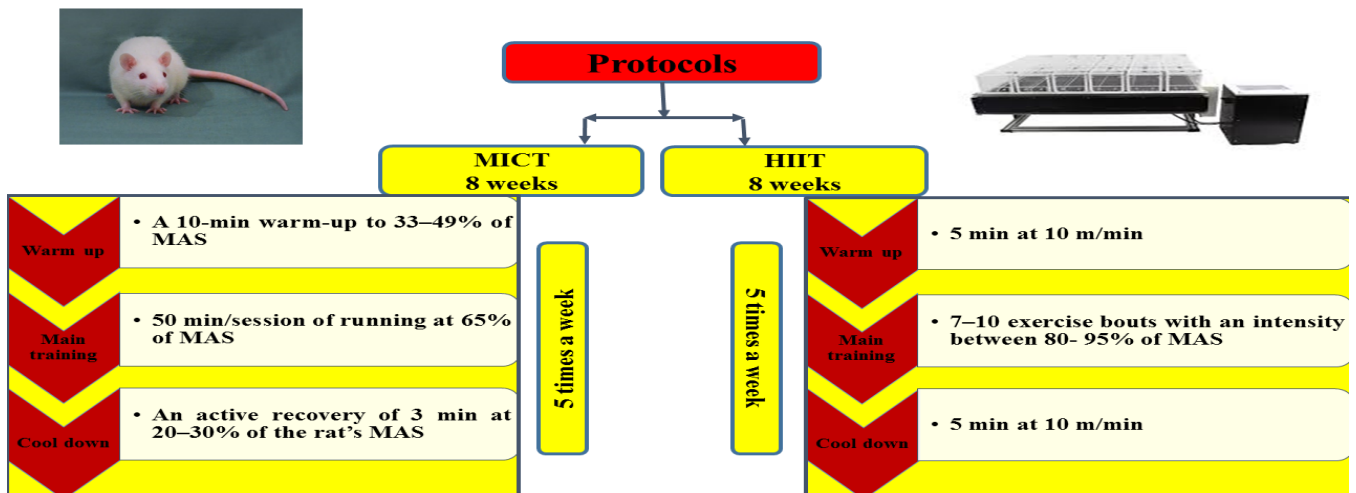 Protocols
MICT
8 weeks
HIIT
8 weeks
Warm up
• A 10-min warm-up to 33–49% of
MAS
Main
training
• 50 min/session of running at 65%
of MAS
Cool down
• An active recovery of 3 min at
20–30% of the rat's MAS
5 times a week
5 times a week
Warm up
• 5 min at 10 m/min
Main
training
• 7–10 exercise bouts with an intensity
between 80- 95% of MAS
Cool down
• 5 min at 10 m/min